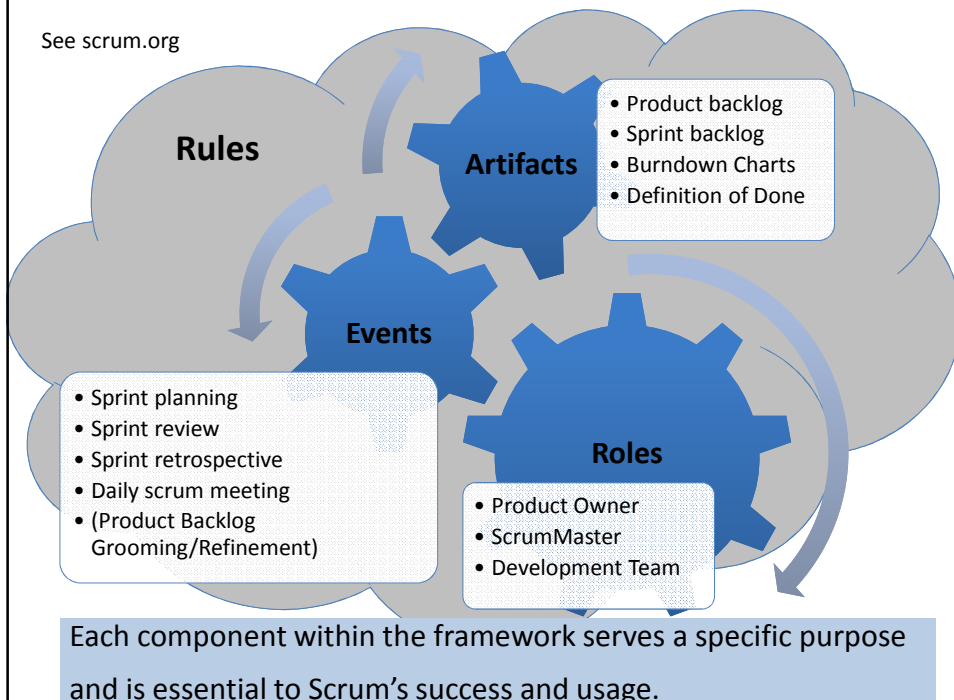 See scrum.org
Rules
Artifacts
• Product backlog
• Sprint backlog
• Burndown Charts
• Definition of Done
Events
• Sprint planning
• Sprint review
• Sprint retrospective
• Daily scrum meeting
• (Product Backlog
Grooming/Refinement)
Roles
• Product Owner
• ScrumMaster
• Development Team
Each component within the framework serves a specific purpose
and is essential to Scrum’s success and usage.